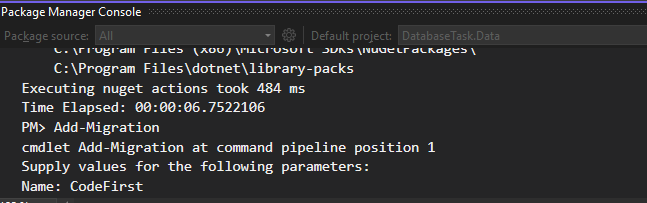 Package Manager Console
Package source: All Default project: DatabaseTask.Data
C:\Program Files (x86)\Microsoft SDKs\NuGetPackages\
C:\Program Files\dotnet\library-packs
Executing nuget actions took 484 ms
Time Elapsed: 00:00:06.7522106
PM> Add-Migration
cmdlet Add-Migration at command pipeline position 1
Supply values for the following parameters:
Name: CodeFirst